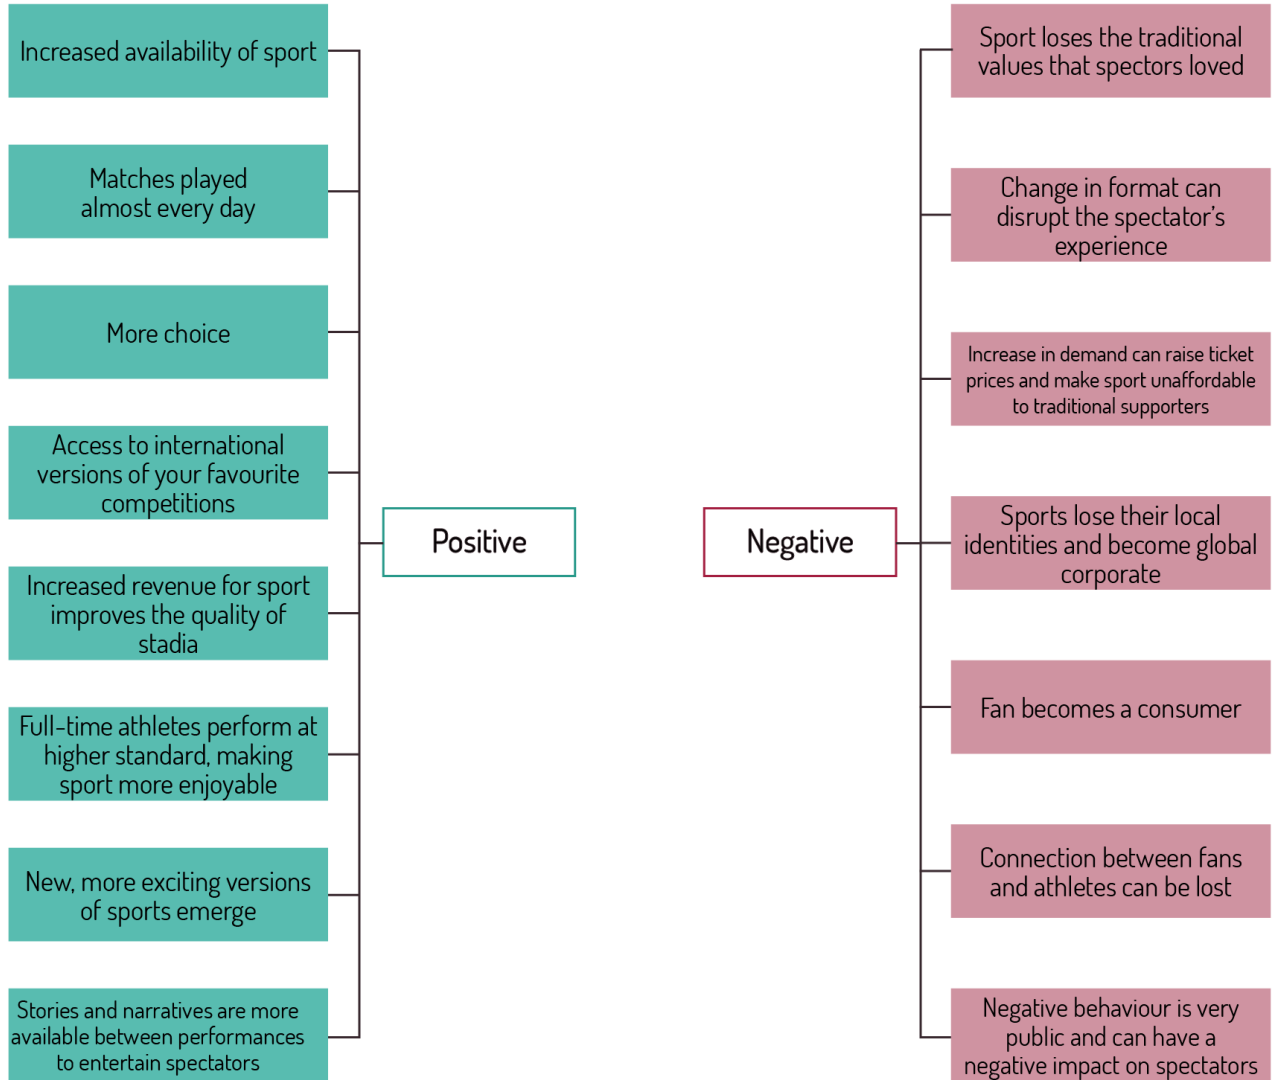 Increased availability of sport
Matches played
almost every day
More choice
Access to international
versions of your favourite
competitions
Increased revenue for sport
improves the quality of
stadia
Full-time athletes perform at
higher standard, making
sport more enjoyable
New, more exciting versions
of sports emerge
Stories and narratives are more
available between performances
to entertain spectators
Positive
Negative
Sport loses the traditional
values that spectors loved
Change in format can
disrupt the spectator's
experience
Increase in demand can raise ticket
prices and make sport unaffordable
to traditional supporters
Sports lose their local
identities and become global
corporate
Fan becomes a consumer
Connection between fans
and athletes can be lost
Negative behaviour is very
public and can have a
negative impact on spectators